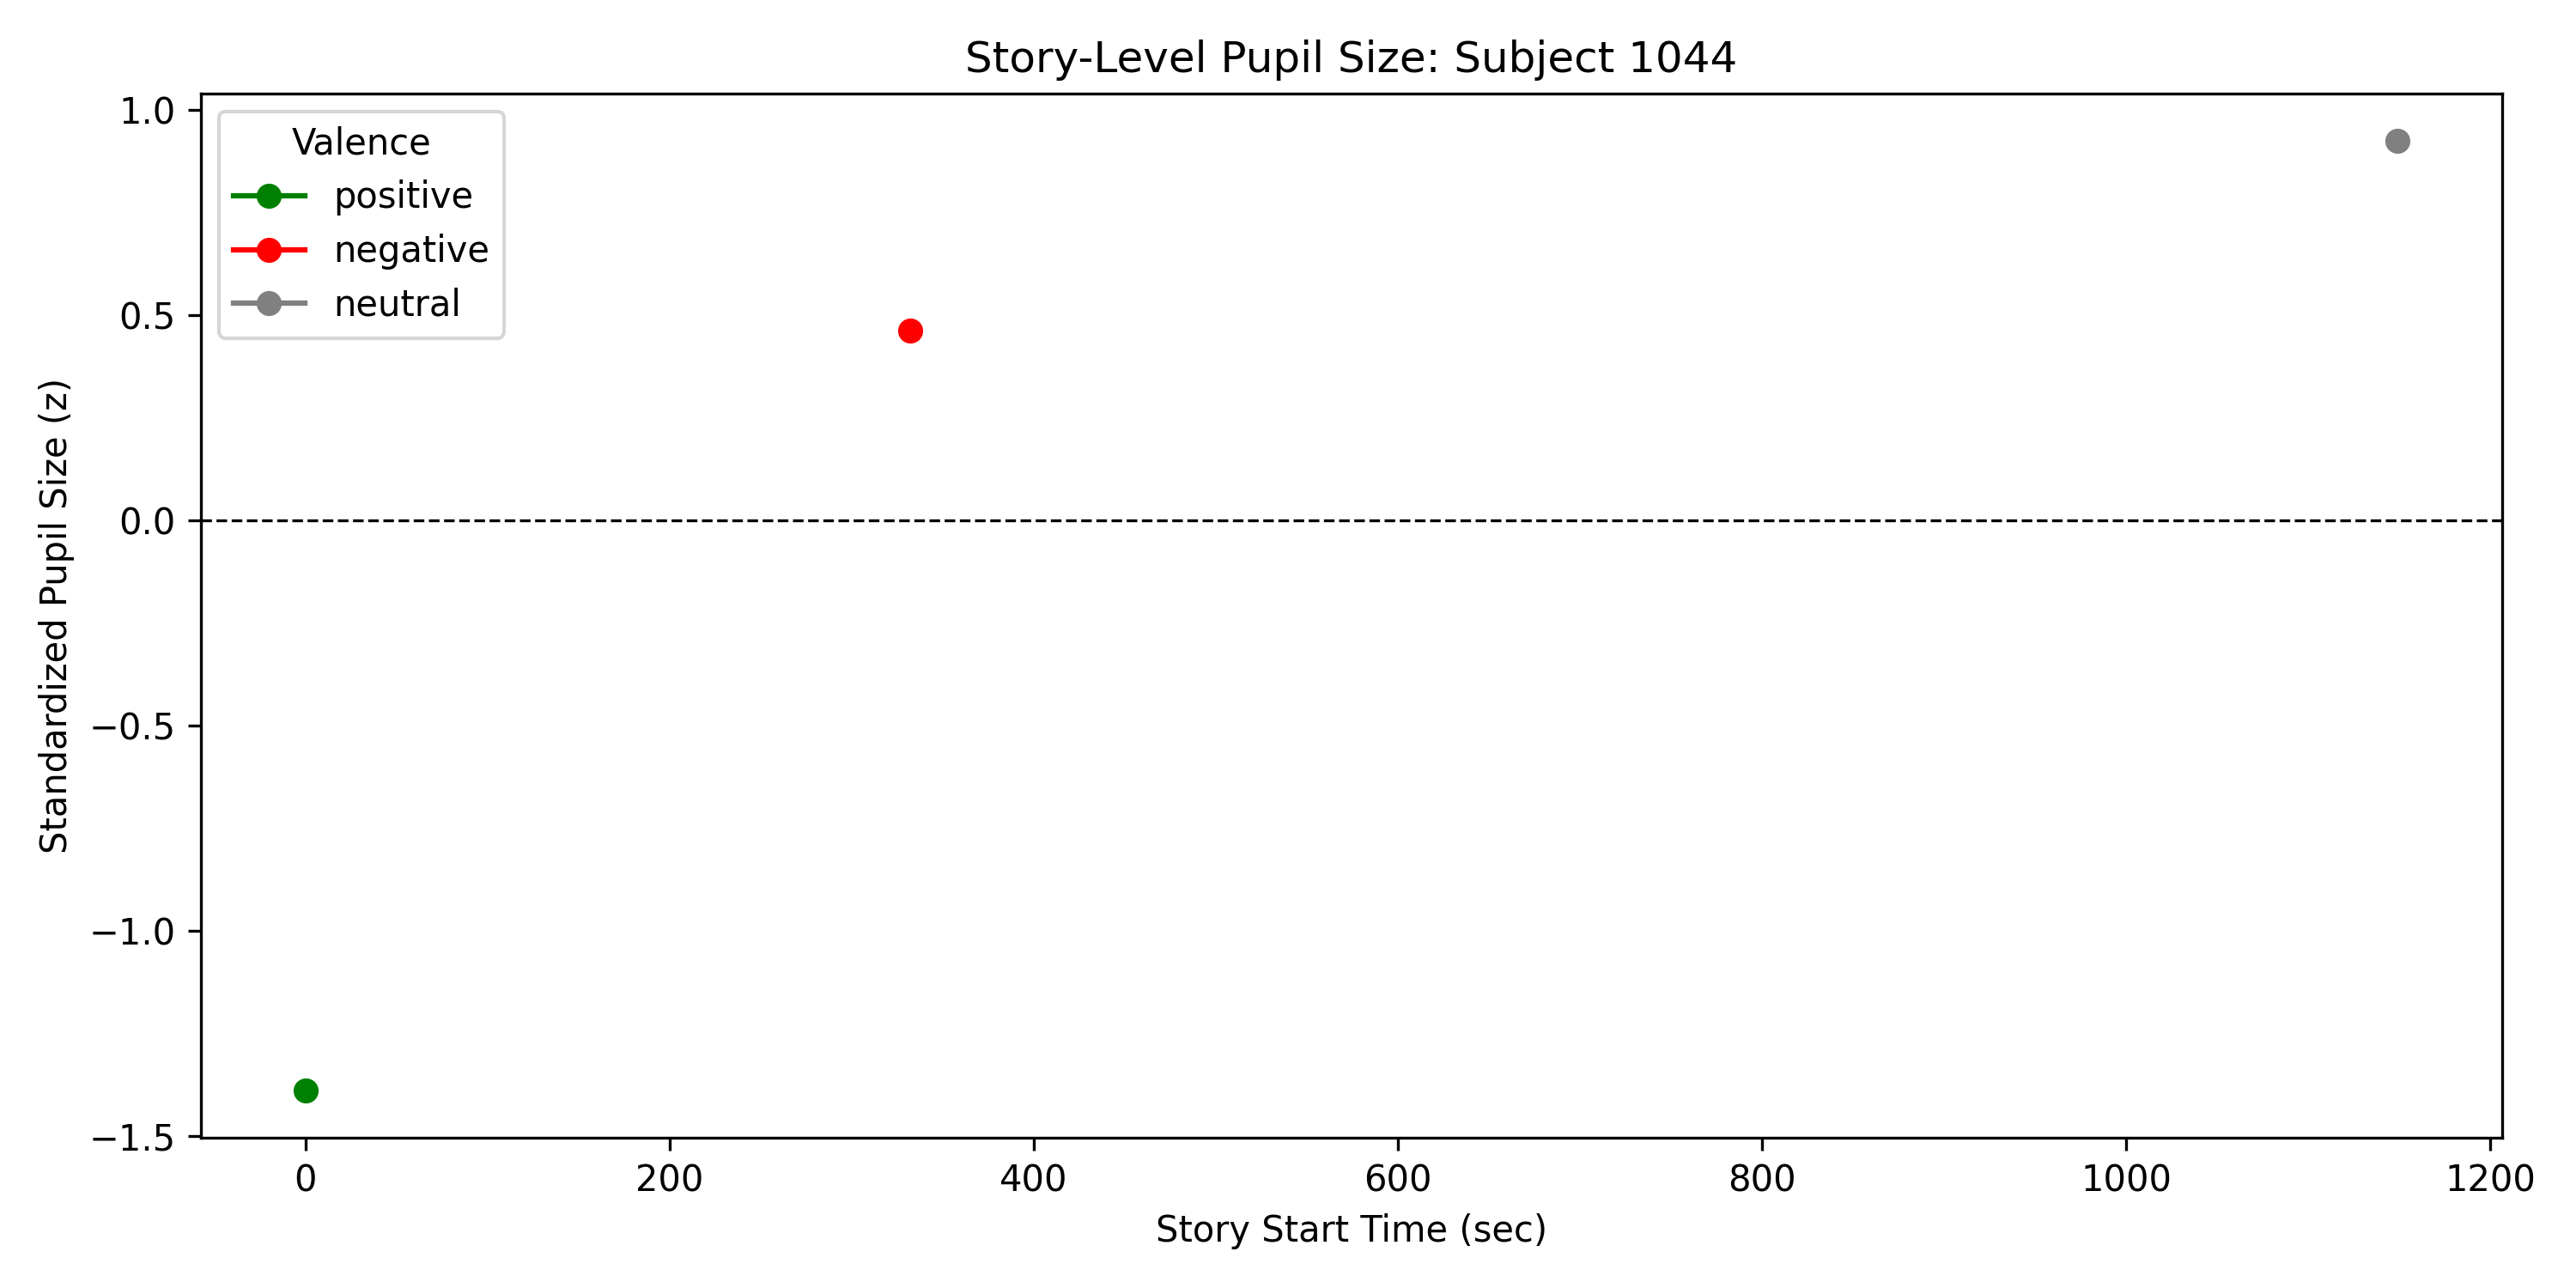 Story-Level Pupil Size: Subject 1044
Valence
positive
negative
neutral
Standardized Pupil Size (z)
1.0
0.5
0.0
−0.5
−1.0
−1.5
0 200 400 600 800 1000 1200
Story Start Time (sec)